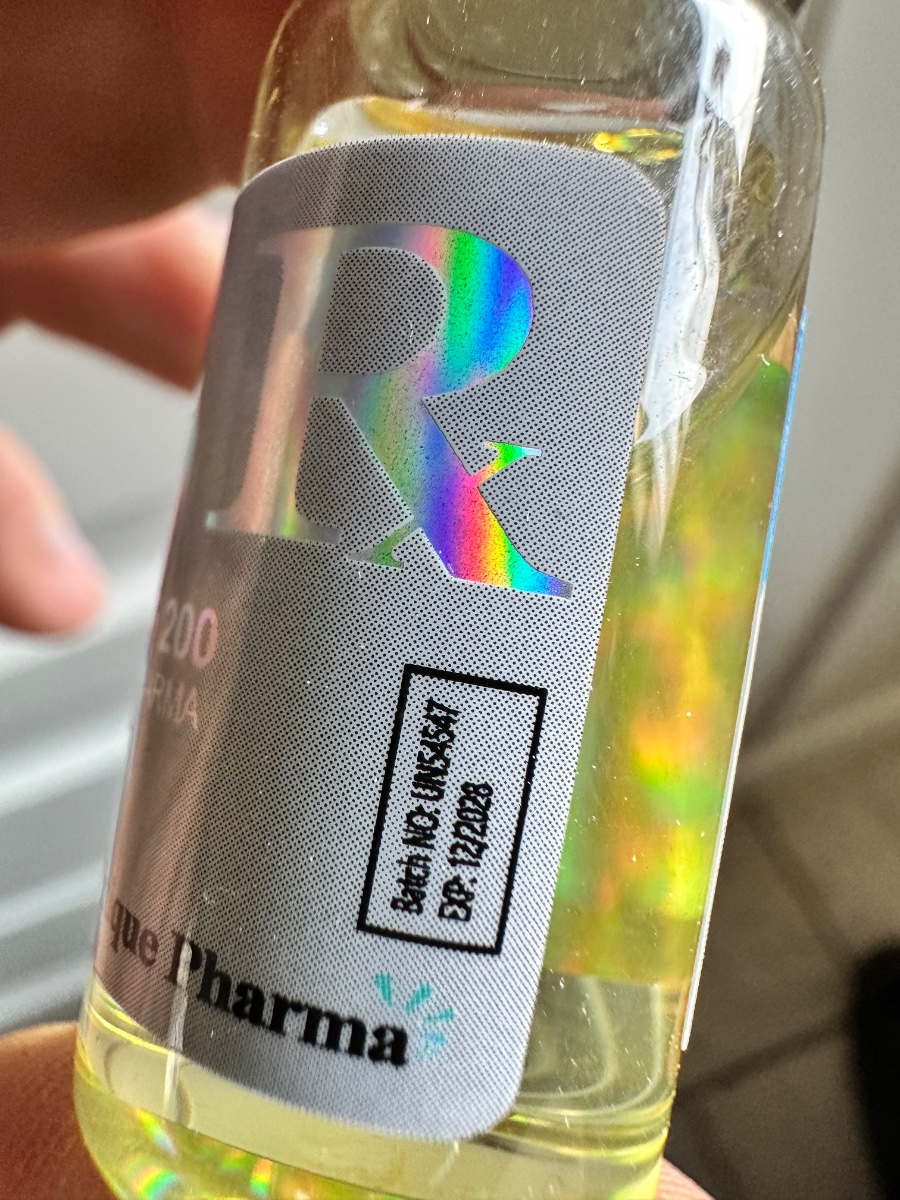 Rx
200
RMA
Batch NO: UN54547
EXP: 12/2028
que Pharma